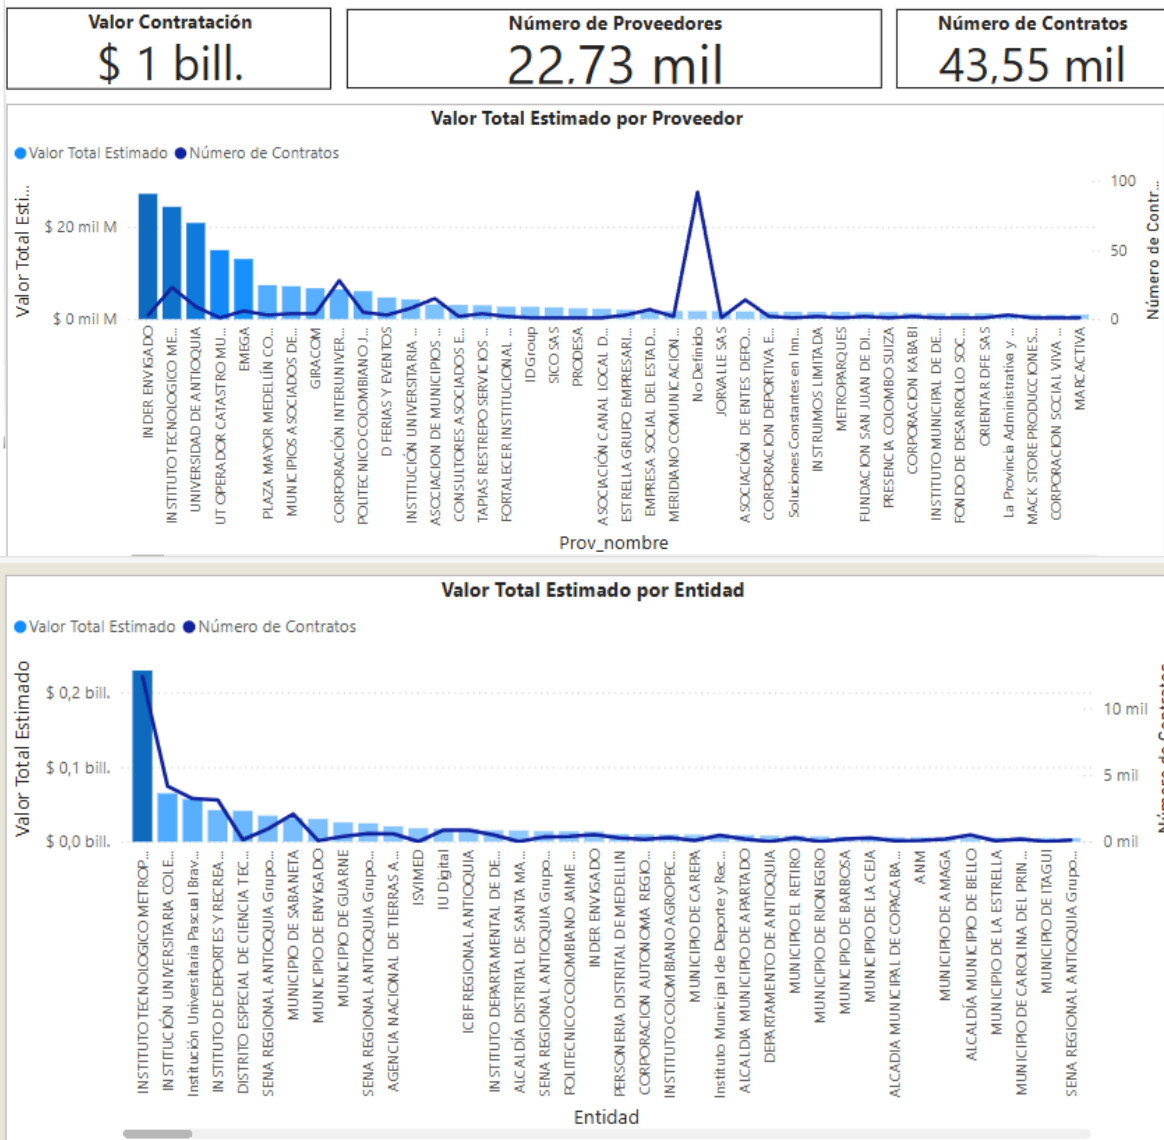 Valor Contratación
$ 1 bill.
Número de Proveedores
22,73 mil
Número de Contratos
43,55 mil
Valor Total Estimado por Proveedor
Valor Total Estimado
Número de Contratos
Valor Total Esti...
$ 20 mil M
$ 0 mil M
100
50
0
Número de Contr...
INDER ENVIGADO
INSTITUTO TECNOLOGICO ME...
UNIVERSIDAD DE ANTIOQUIA
UT OPERADOR CATASTRO MU...
EMEGA
PLAZA MAYOR MEDELLÍN CO...
MUNICIPIOS ASOCIADOS DE...
GIRACOM
CORPORACIÓN INTERUNIVER...
POLITECNICO COLOMBIANO J...
D FERIAS Y EVENTOS
INSTITUCIÓN UNIVERSITARIA ...
ASOCIACION DE MUNICIPIOS ...
CONSULTORES ASOCIADOS E...
TAPIAS RESTREPO SERVICIOS ...
FORTALECER INSTITUCIONAL ...
ID Group
SICO SAS
PRODESA
ASOCIACIÓN CANAL LOCAL D...
ESTRELLA GRUPO EMPRESARI...
EMPRESA SOCIAL DEL ESTAD...
MERIDIANO COMUNICACION...
No Definido
JORVALLE SAS
ASOCIACIÓN DE ENTES DEPO...
CORPORACION DEPORTIVA E...
Soluciones Constantes en Inn...
INSTRUIMOS LIMITADA
METROPARQUES
FUNDACION SAN JUAN DE DI...
PRESENCIA COLOMBO SUIZA
CORPORACION KABABI
INSTITUTO MUNICIPAL DE DE...
FONDO DE DESARROLLO SOC...
ORIENTAR DFE SAS
La Provincia Administrativa y ...
MACK STORE PRODUCCIONES...
CORPORACION SOCIAL VIVA ...
MARCACTIVA
Prov_nombre
Valor Total Estimado por Entidad
Valor Total Estimado
Número de Contratos
Valor Total Estimado
$ 0,2 bill.
$ 0,1 bill.
$ 0,0 bill.
10 mil
5 mil
0 mil
Número de Contratos
INSTITUTO TECNOLOGICO METROP...
INSTITUCIÓN UNIVERSITARIA COLE...
Institución Universitaria Pascual Brav...
INSTITUTO DE DEPORTES Y RECREA...
DISTRITO ESPECIAL DE CIENCIA TEC...
SENA REGIONAL ANTIOQUIA Grupo...
MUNICIPIO DE SABANETA
MUNICIPIO DE ENVIGADO
MUNICIPIO DE GUARNE
SENA REGIONAL ANTIOQUIA Grupo...
AGENCIA NACIONAL DE TIERRAS A...
ISVIMED
IU Digital
ICBF REGIONAL ANTIOQUIA
INSTITUTO DEPARTAMENTAL DE DE...
ALCALDÍA DISTRITAL DE SANTA MA...
SENA REGIONAL ANTIOQUIA Grupo...
POLITECNICO COLOMBIANO JAIME ...
INDER ENVIGADO
PERSONERIA DISTRITAL DE MEDELLIN
CORPORACION AUTONOMA REGIO...
INSTITUTO COLOMBIANO AGROPEC...
MUNICIPIO DE CAREPA
Instituto Municipal de Deporte y Rec...
ALCALDIA MUNICIPIO DE APARTADO
DEPARTAMENTO DE ANTIOQUIA
MUNICIPIO EL RETIRO
MUNICIPIO DE RIONEGRO
MUNICIPIO DE BARBOSA
MUNICIPIO DE LA CEJA
ALCADIA MUNICIPAL DE COPACABA...
ANM
MUNICIPIO DE AMAGA
ALCALDÍA MUNICIPIO DE BELLO
MUNICIPIO DE LA ESTRELLA
MUNICIPIO DE CAROLINA DEL PRIN...
MUNICIPIO DE ITAGUI
SENA REGIONAL ANTIOQUIA Grupo...
Entidad